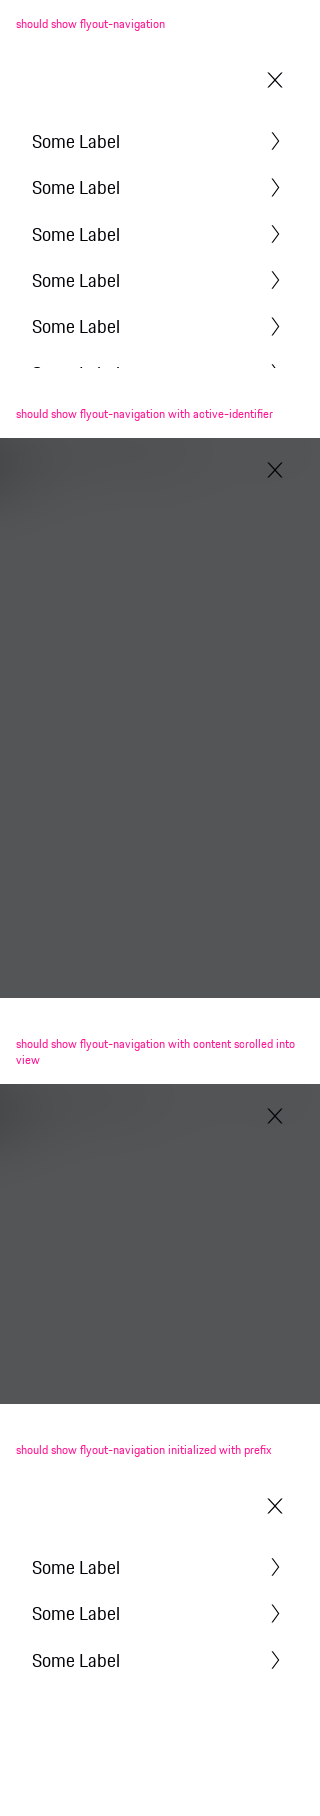 should show flyout-navigation
Some Label
Some Label
Some Label
Some Label
Some Label
should show flyout-navigation with active-identifier
should show flyout-navigation with content scrolled into
view
should show flyout-navigation initialized with prefix
Some Label
Some Label
Some Label